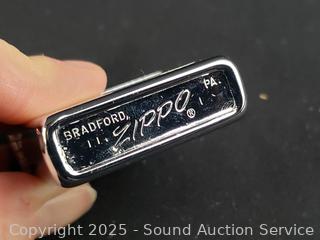 BRADFORD, PA.
ZIPPO ®
Copyright © 2025 - Sound Auction Service